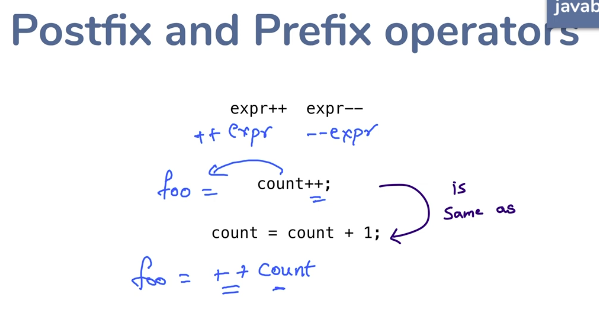 javab
Postfix and Prefix operators
expr++ expr--
++ expr --expr
foo = count++;
is
same as
count = count + 1;
foo = ++ count